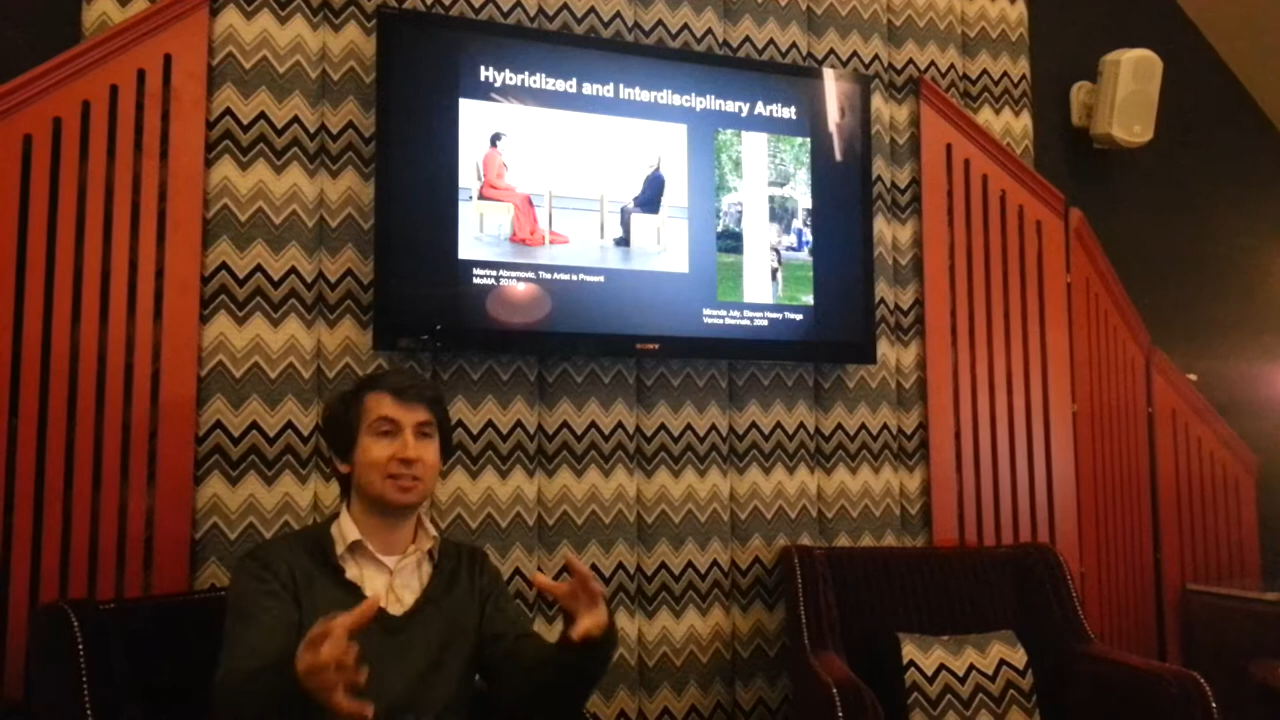 Hybridized and Interdisciplinary Artist
Marina Abramovic, The Artist is Present
MoMA, 2010
Miranda July, Eleven Heavy Things
Venice Biennale, 2009
SONY